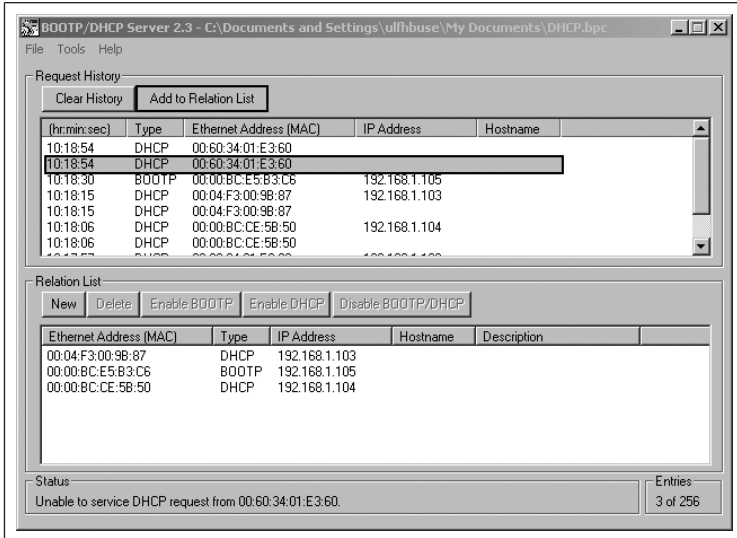 BOOTP/DHCP Server 2.3 - C:\Documents and Settings\ulfhbuse\My Documents\DHCP.bpc
File Tools Help
Request History
Clear History Add to Relation List
(hr:min:sec) Type Ethernet Address (MAC) IP Address Hostname
10:18:54 DHCP 00:60:34:01:E3:60
10:18:54 DHCP 00:60:34:01:E3:60
10:18:30 BOOTP 00:00:BC:E5:B3:C6 192.168.1.105
10:18:15 DHCP 00:04:F3:00:9B:87 192.168.1.103
10:18:15 DHCP 00:04:F3:00:9B:87
10:18:06 DHCP 00:00:BC:CE:5B:50 192.168.1.104
10:18:06 DHCP 00:00:BC:CE:5B:50
Relation List
New Delete Enable BOOTP Enable DHCP Disable BOOTP/DHCP
Ethernet Address (MAC) Type IP Address Hostname Description
00:04:F3:00:9B:87 DHCP 192.168.1.103
00:00:BC:E5:B3:C6 BOOTP 192.168.1.105
00:00:BC:CE:5B:50 DHCP 192.168.1.104
Status
Unable to service DHCP request from 00:60:34:01:E3:60.
Entries
3 of 256